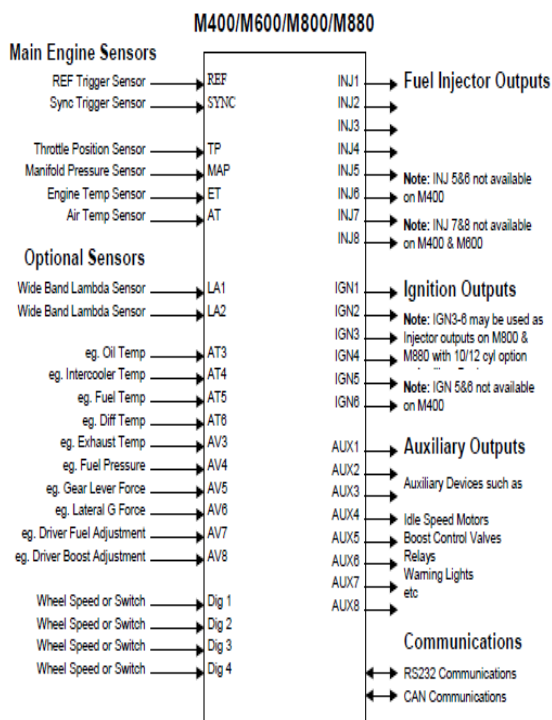 M400/M600/M800/M880
Main Engine Sensors
REF Trigger Sensor
Sync Trigger Sensor
Throttle Position Sensor
Manifold Pressure Sensor
Engine Temp Sensor
Air Temp Sensor
Optional Sensors
Wide Band Lambda Sensor
Wide Band Lambda Sensor
eg. Oil Temp
eg. Intercooler Temp
eg. Fuel Temp
eg. Diff Temp
eg. Exhaust Temp
eg. Fuel Pressure
eg. Gear Lever Force
eg. Lateral G Force
eg. Driver Fuel Adjustment
eg. Driver Boost Adjustment
Wheel Speed or Switch
Wheel Speed or Switch
Wheel Speed or Switch
Wheel Speed or Switch
REF
SYNC
TP
MAP
ET
AT
LA1
LA2
AT3
AT4
AT5
AT6
AV3
AV4
AV5
AV6
AV7
AV8
Dig 1
Dig 2
Dig 3
Dig 4
INJ1
INJ2
INJ3
INJ4
INJ5
INJ6
INJ7
INJ8
IGN1
IGN2
IGN3
IGN4
IGN5
IGN6
AUX1
AUX2
AUX3
AUX4
AUX5
AUX6
AUX7
AUX8
Fuel Injector Outputs
Note: INJ 5&6 not available
on M400
Note: INJ 7&8 not available
on M400 & M600
Ignition Outputs
Note: IGN3-6 may be used as
Injector outputs on M800 &
M880 with 10/12 cyl option
Note: IGN 5&6 not available
on M400
Auxiliary Outputs
Auxiliary Devices such as
Idle Speed Motors
Boost Control Valves
Relays
Warning Lights
etc
Communications
RS232 Communications
CAN Communications